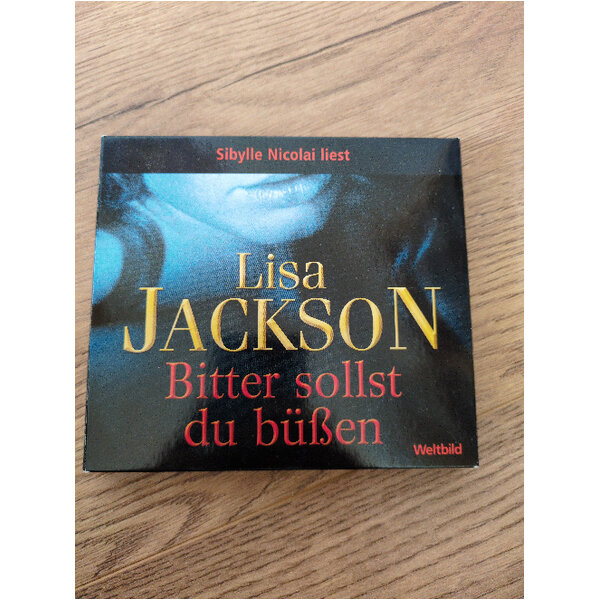 Sibylle Nicolai liest
Lisa
JACKSON
Bitter sollst
du büßen
Weltbild